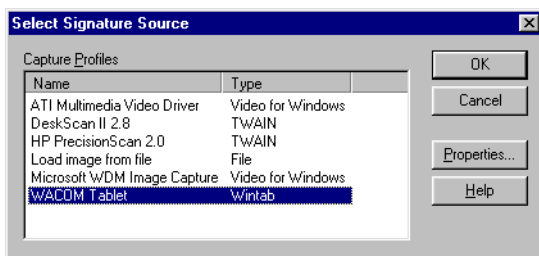 Select Signature Source
Capture Profiles
OK
Name Type
ATI Multimedia Video Driver Video for Windows
Cancel
DeskScan II 2.8 TWAIN
HP PrecisionScan 2.0 TWAIN
Load image from file File
Properties...
Microsoft WDM Image Capture Video for Windows
WACOM Tablet Wintab
Help